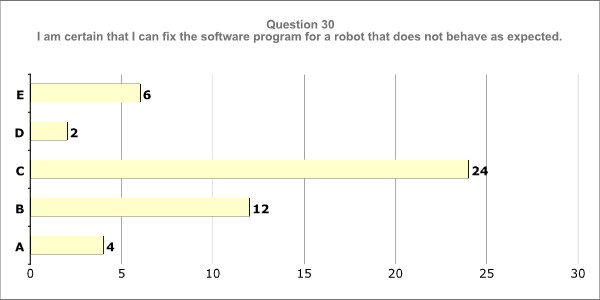 Question 30
I am certain that I can fix the software program for a robot that does not behave as expected.
E 6
D 2
C 24
B 12
A 4
0 5 10 15 20 25 30